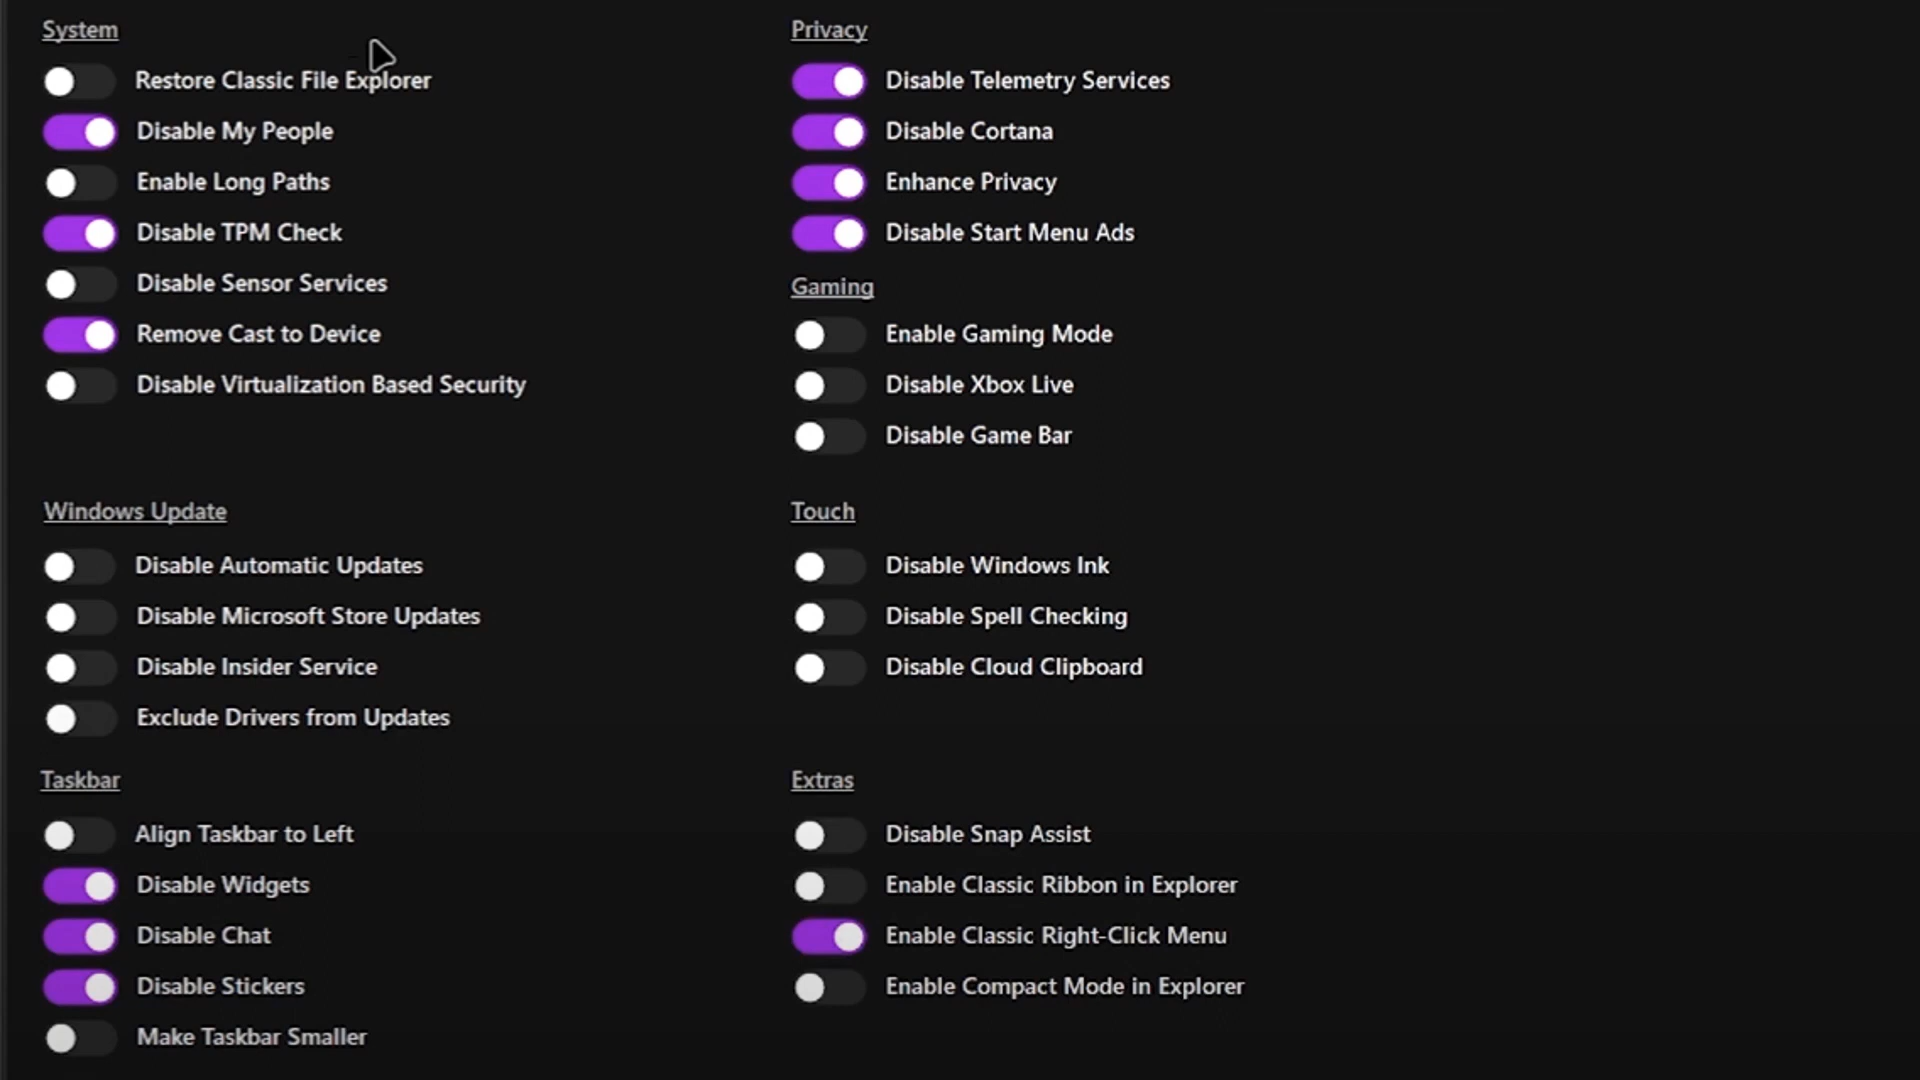 System
Restore Classic File Explorer
Disable My People
Enable Long Paths
Disable TPM Check
Disable Sensor Services
Remove Cast to Device
Disable Virtualization Based Security
Privacy
Disable Telemetry Services
Disable Cortana
Enhance Privacy
Disable Start Menu Ads
Gaming
Enable Gaming Mode
Disable Xbox Live
Disable Game Bar
Windows Update
Disable Automatic Updates
Disable Microsoft Store Updates
Disable Insider Service
Exclude Drivers from Updates
Touch
Disable Windows Ink
Disable Spell Checking
Disable Cloud Clipboard
Taskbar
Align Taskbar to Left
Disable Widgets
Disable Chat
Disable Stickers
Make Taskbar Smaller
Extras
Disable Snap Assist
Enable Classic Ribbon in Explorer
Enable Classic Right-Click Menu
Enable Compact Mode in Explorer